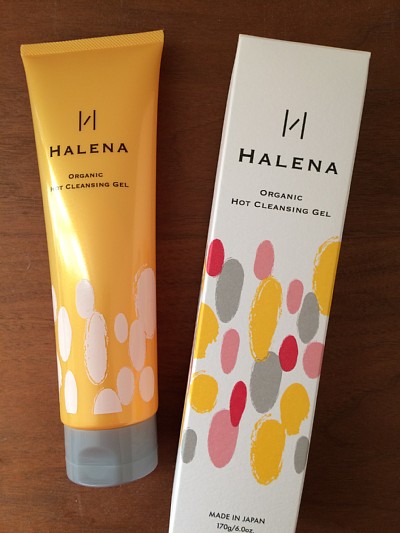 HALENA
ORGANIC
HOT CLEANSING GEL
HALENA
ORGANIC
HOT CLEANSING GEL
MADE IN JAPAN
170g/6.0oz.